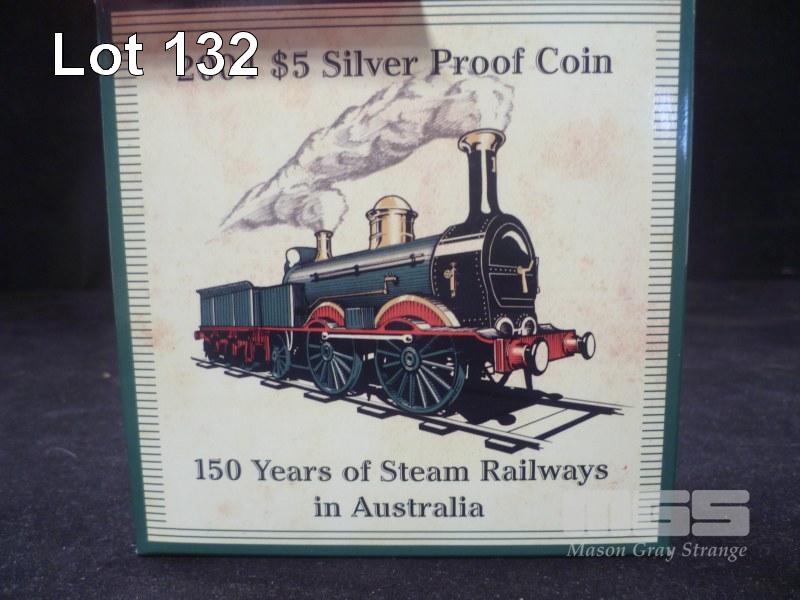 Lot 132
$5 Silver Proof Coin
150 Years of Steam Railways
in Australia
MGS
Mason Gray Strange